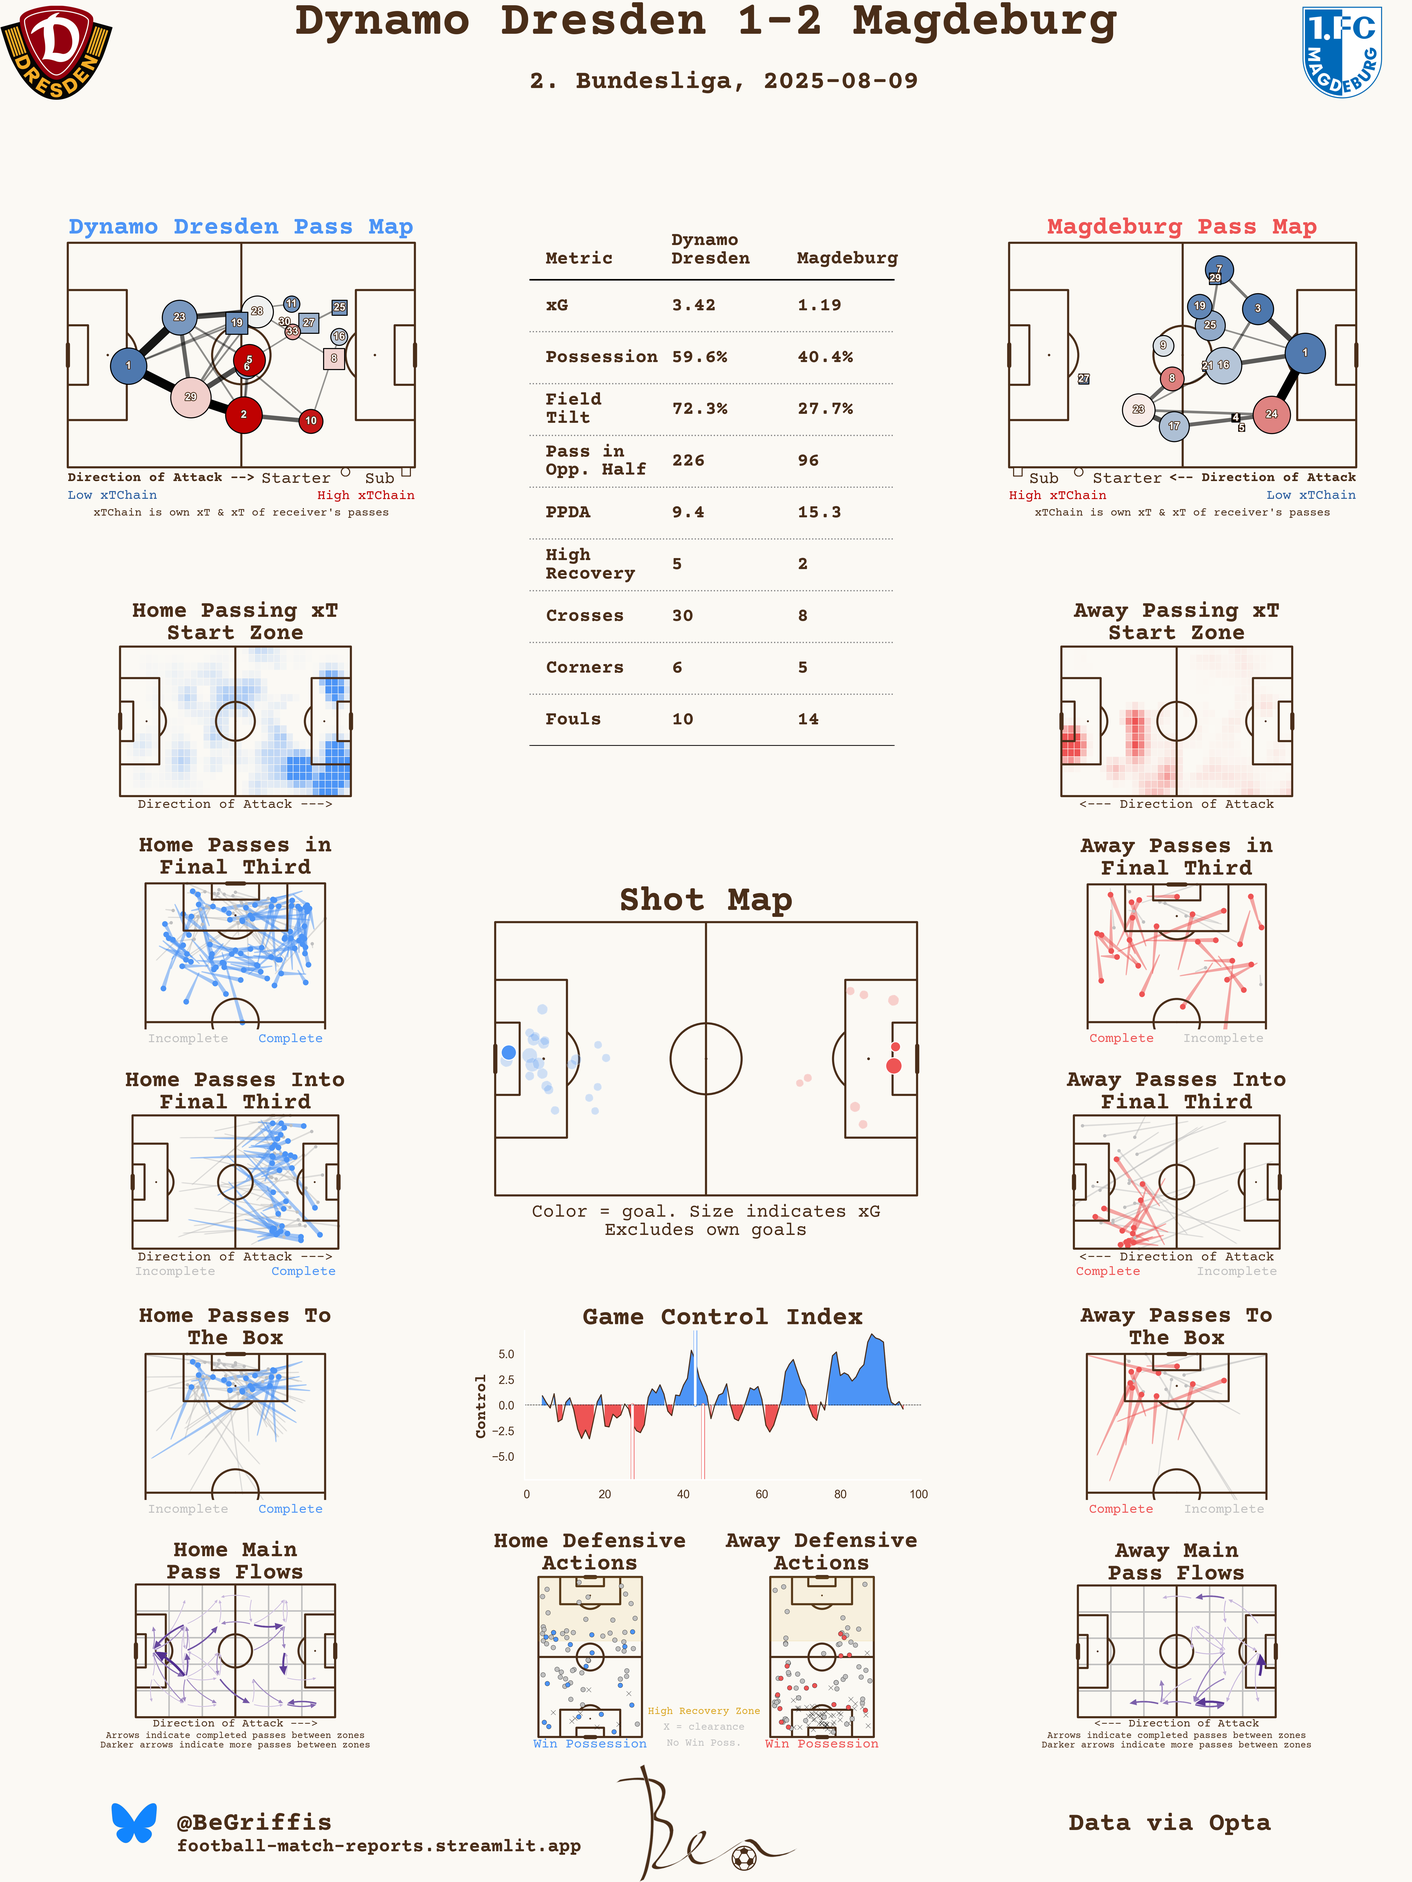 Dynamo Dresden 1-2 Magdeburg
2. Bundesliga, 2025-08-09
DRESDEN
1.FC
MAGDEBURG
Dynamo Dresden Pass Map
1
23
29
19
28
5
6
2
11
30
33
27
25
16
8
10
Direction of Attack --> Starter Sub
Low xTChain High xTChain
xTChain is own xT & xT of receiver's passes
Metric Dynamo Dresden Magdeburg
xG 3.42 1.19
Possession 59.6% 40.4%
Field Tilt 72.3% 27.7%
Pass in Opp. Half 226 96
PPDA 9.4 15.3
High Recovery 5 2
Crosses 30 8
Corners 6 5
Fouls 10 14
Magdeburg Pass Map
7
29
19
3
25
9
1
21
16
27
8
23
17
4
5
24
Sub Starter <-- Direction of Attack
High xTChain Low xTChain
xTChain is own xT & xT of receiver's passes
Home Passing xT
Start Zone
Direction of Attack --->
Away Passing xT
Start Zone
<--- Direction of Attack
Home Passes in
Final Third
Incomplete Complete
Away Passes in
Final Third
Complete Incomplete
Shot Map
Color = goal. Size indicates xG
Excludes own goals
Home Passes Into
Final Third
Direction of Attack --->
Incomplete Complete
Away Passes Into
Final Third
<--- Direction of Attack
Complete Incomplete
Home Passes To
The Box
Incomplete Complete
Game Control Index
Control
5.0
2.5
0.0
−2.5
−5.0
0 20 40 60 80 100
Away Passes To
The Box
Complete Incomplete
Home Main
Pass Flows
Direction of Attack --->
Arrows indicate completed passes between zones
Darker arrows indicate more passes between zones
Home Defensive
Actions
Win Possession
Away Defensive
Actions
Win Possession
High Recovery Zone
X = clearance
No Win Poss.
Away Main
Pass Flows
<--- Direction of Attack
Arrows indicate completed passes between zones
Darker arrows indicate more passes between zones
@BeGriffis
football-match-reports.streamlit.app
Ben
Data via Opta